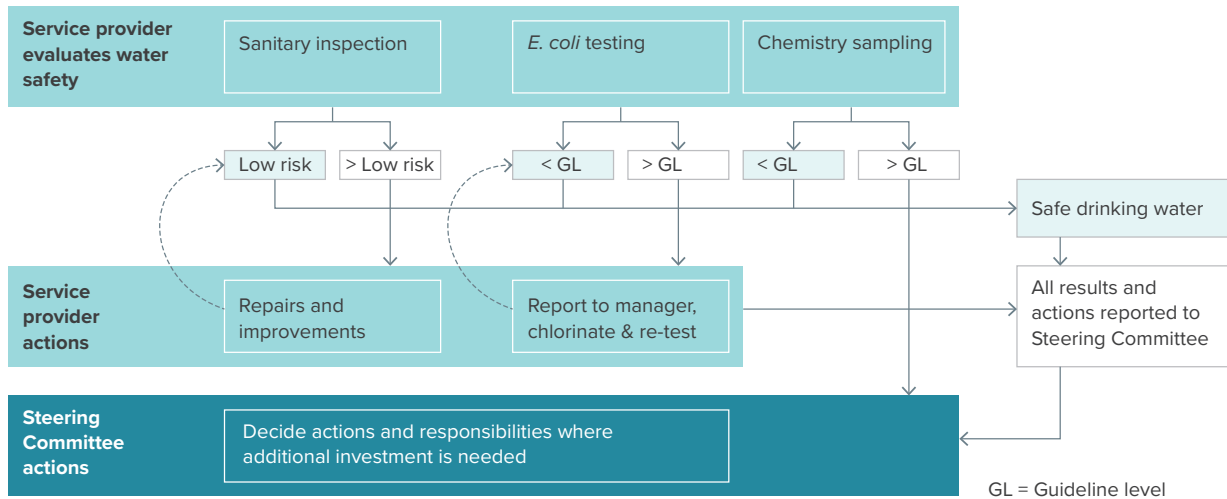 Service provider
evaluates water
safety
Sanitary inspection
E. coli testing
Chemistry sampling
Low risk
> Low risk
< GL
> GL
< GL
> GL
Safe drinking water
Service
provider
actions
Repairs and
improvements
Report to manager,
chlorinate & re-test
All results and
actions reported to
Steering Committee
Steering
Committee
actions
Decide actions and responsibilities where
additional investment is needed
GL = Guideline level